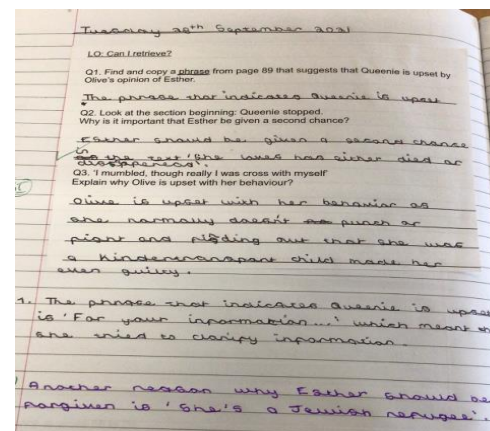 Tuesday 28th September 2021
LO: Can I retrieve?
Q1. Find and copy a phrase from page 89 that suggests that Queenie is upset by
Olive's opinion of Esther.
The phrase that indicates Queenie is upset
Q2. Look at the section beginning: Queenie stopped.
Why is it important that Esther be given a second chance?
Esther should be given a second chance
the text 'She loves has either died or
disappeared'.
Q3. 'I mumbled, though really I was cross with myself'
Explain why Olive is upset with her behaviour?
Olive is upset with her behavior as
she normally doesn't punch or
fight and finding out that she was
a kindertransport child made her
even guilty.
1. The phrase that indicates Queenie is upset
is 'For your information...' which meant
she tried to clarify information.
Another reason why Esther should be
forgiven is 'She's a Jewish refugee'.